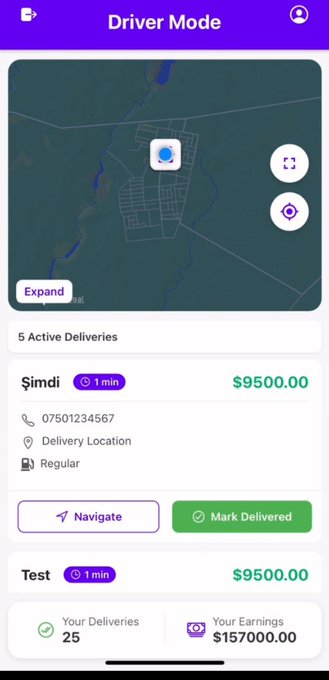 Driver Mode
Expand
5 Active Deliveries
Şimdi
1 min
$9500.00
07501234567
Delivery Location
Regular
Navigate
Mark Delivered
Test
1 min
$9500.00
Your Deliveries
25
Your Earnings
$157000.00